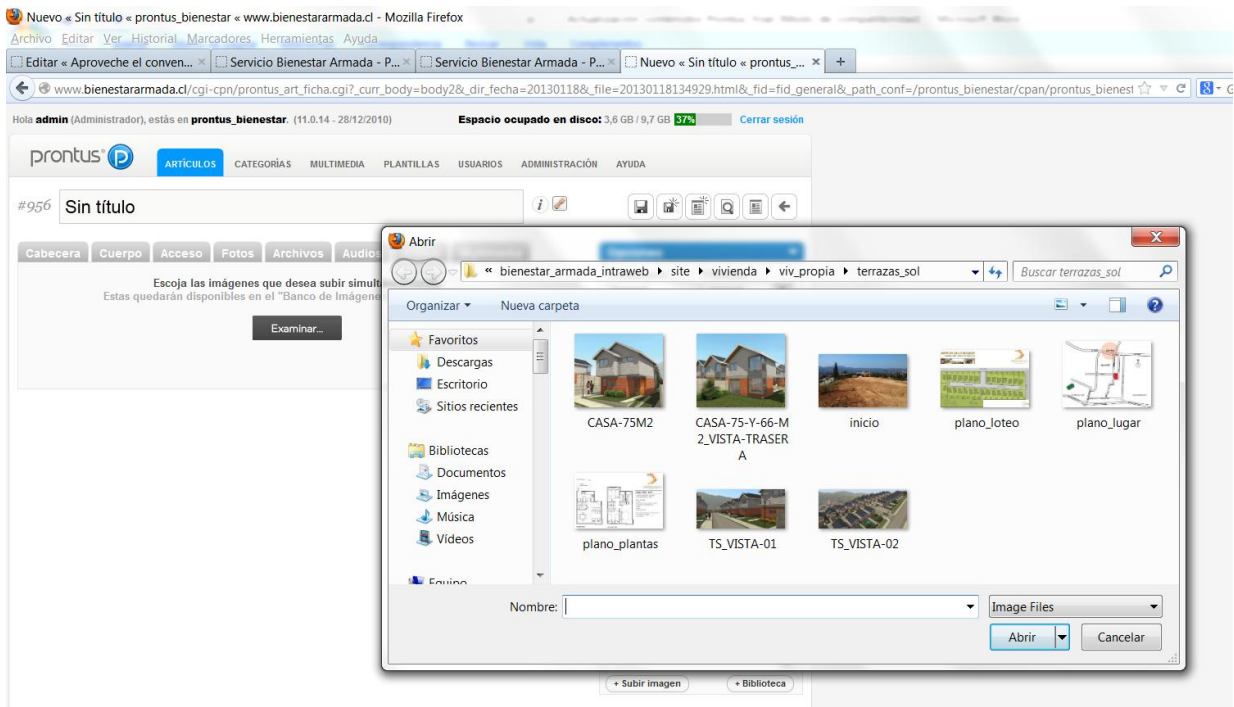 Nuevo « Sin título « prontus_bienestar « www.bienestararmada.cl - Mozilla Firefox
Archivo Editar Ver Historial Marcadores Herramientas Ayuda
Editar « Aproveche el conven... × Servicio Bienestar Armada - P... × Servicio Bienestar Armada - P... × Nuevo « Sin título « prontus_... × +
www.bienestararmada.cl/cgi-cpn/prontus_art_ficha.cgi?_curr_body=body2&_dir_fecha=20130118&_file=20130118134929.html&_fid=fid_general&_path_conf=/prontus_bienestar/cpan/prontus_bienest
Hola admin (Administrador), estás en prontus_bienestar. (11.0.14 - 28/12/2010) Espacio ocupado en disco: 3,6 GB / 9,7 GB 37% Cerrar sesión
prontus
ARTÍCULOS CATEGORÍAS MULTIMEDIA PLANTILLAS USUARIOS ADMINISTRACIÓN AYUDA
#956 Sin título
Cabecera Cuerpo Acceso Fotos Archivos Audios
Escoja las imágenes que desea subir
Estas quedarán disponibles en el "Banco de
Examinar...
Abrir
« bienestar_armada_intraweb site vivienda viv_propia terrazas_sol
Buscar terrazas_sol
Organizar Nueva carpeta
Favoritos
Descargas
Escritorio
Sitios recientes
Bibliotecas
Documentos
Imágenes
Música
Vídeos
Equipo
CASA-75M2
CASA-75-Y-66-M
2_VISTA-TRASER
A
inicio
plano_loteo
plano_lugar
plano_plantas
TS_VISTA-01
TS_VISTA-02
Nombre:
Image Files
Abrir Cancelar
+ Subir imagen + Biblioteca